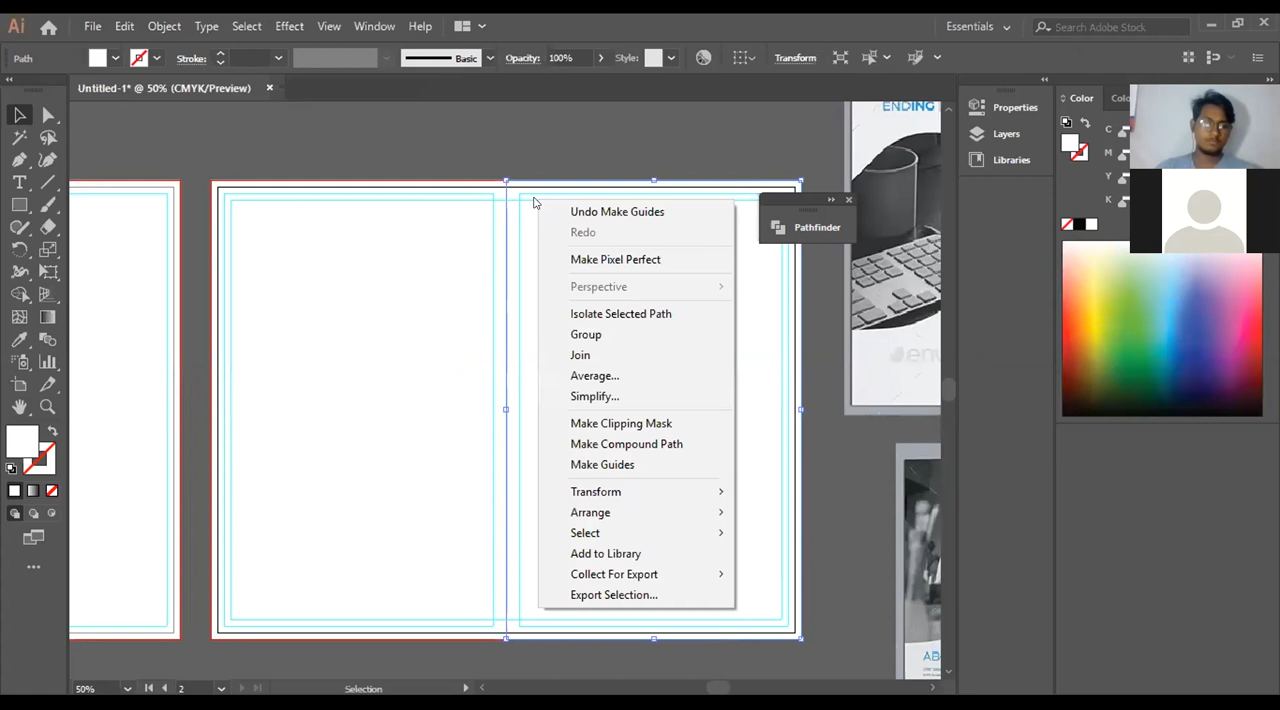 Ai File Edit Object Type Select Effect View Window Help Essentials Search Adobe Stock
Path Stroke: Basic Opacity: 100% Style: Transform
Untitled-1* @ 50% (CMYK/Preview)
ENDING
Properties
Layers
Libraries
Color
C
M
Y
K
Pathfinder
Undo Make Guides
Redo
Make Pixel Perfect
Perspective
Isolate Selected Path
Group
Join
Average...
Simplify...
Make Clipping Mask
Make Compound Path
Make Guides
Transform
Arrange
Select
Add to Library
Collect For Export
Export Selection...
50% 2 Selection